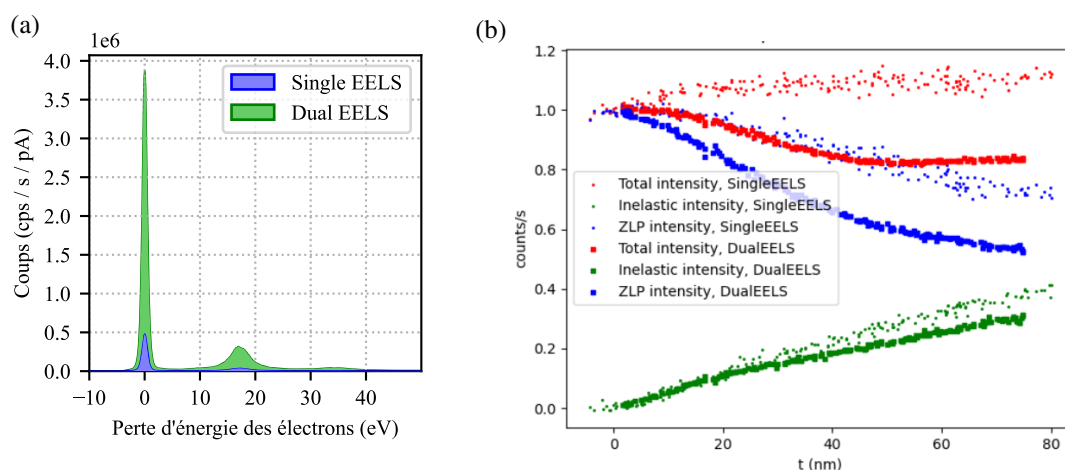 (a)
1e6
Coups (cps / s / pA)
4.0
3.5
3.0
2.5
2.0
1.5
1.0
0.5
0.0
Single EELS
Dual EELS
−10
0
20
40
Perte d'énergie des électrons (eV)
(b)
counts/s
1.2
1.0
0.8
0.6
0.4
0.2
0.0
Total intensity, SingleEELS
Inelastic intensity, SingleEELS
ZLP intensity, SingleEELS
Total intensity, DualEELS
Inelastic intensity, DualEELS
ZLP intensity, DualEELS
0
20
40
60
80
t (nm)